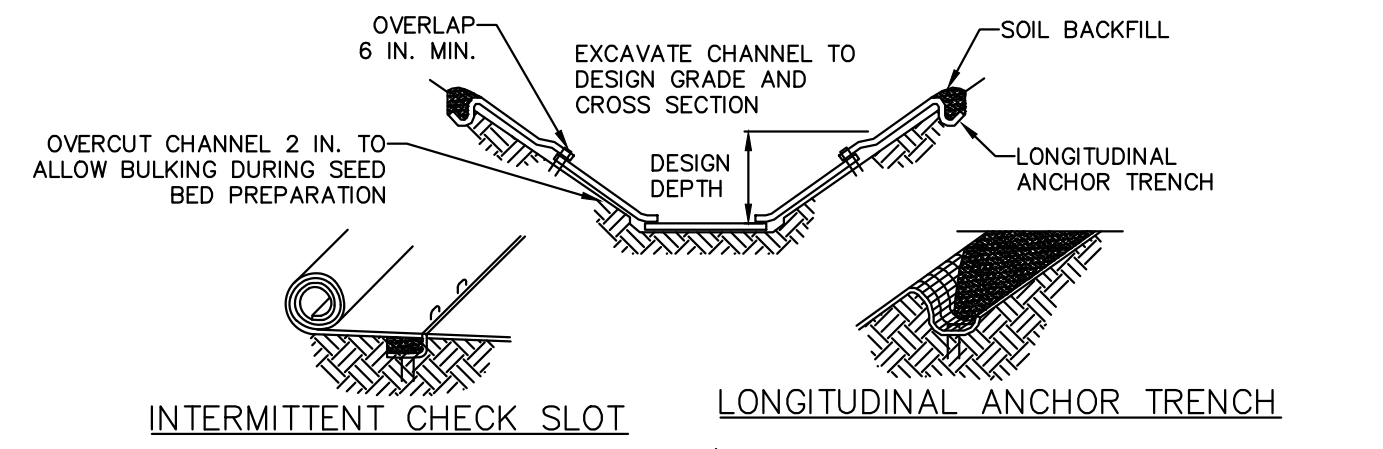 OVERLAP
6 IN. MIN.
EXCAVATE CHANNEL TO
DESIGN GRADE AND
CROSS SECTION
SOIL BACKFILL
OVERCUT CHANNEL 2 IN. TO
ALLOW BULKING DURING SEED
BED PREPARATION
DESIGN
DEPTH
LONGITUDINAL
ANCHOR TRENCH
INTERMITTENT CHECK SLOT
LONGITUDINAL ANCHOR TRENCH